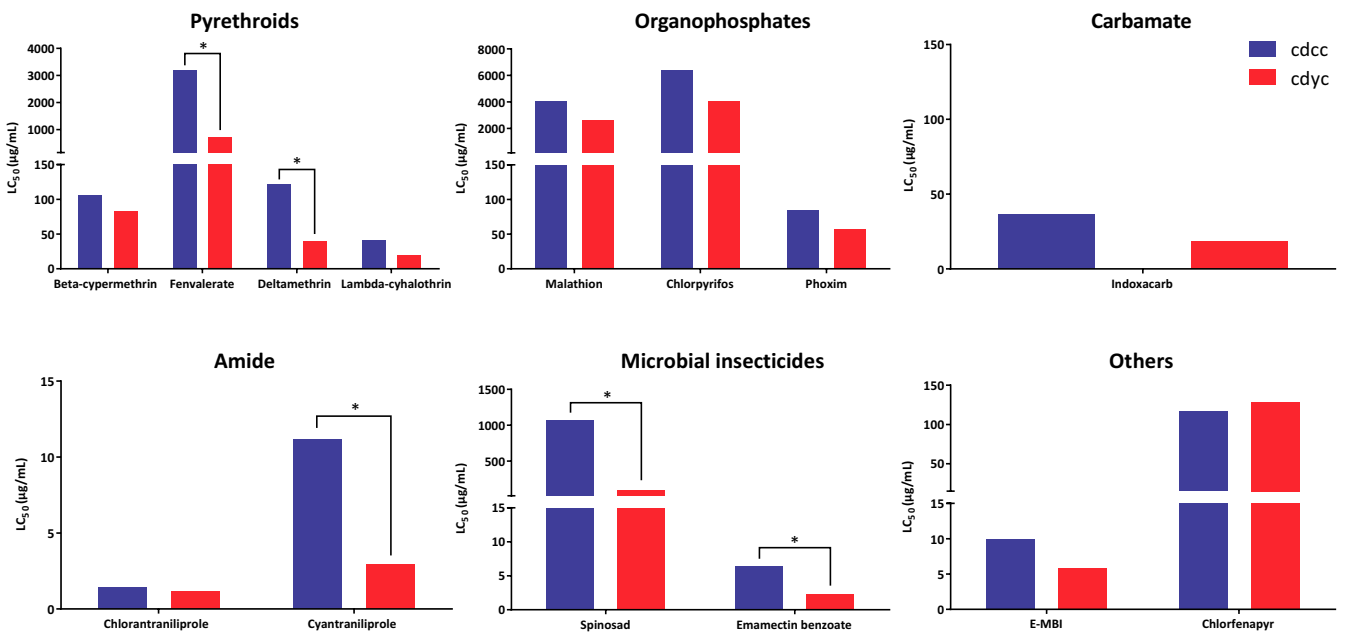 Pyrethroids
*
*
4000
3000
2000
1000
150
100
50
0
LC50 (μg/mL)
Beta-cypermethrin Fenvalerate Deltamethrin Lambda-cyhalothrin
Organophosphates
8000
6000
4000
2000
150
100
50
0
LC50 (μg/mL)
Malathion Chlorpyrifos Phoxim
Carbamate
150
100
50
0
LC50 (μg/mL)
Indoxacarb
cdcc
cdyc
Amide
*
15
10
5
0
LC50 (μg/mL)
Chlorantraniliprole Cyantraniliprole
Microbial insecticides
*
*
1500
1000
500
15
10
5
0
LC50 (μg/mL)
Spinosad Emamectin benzoate
Others
150
100
50
15
10
5
0
LC50 (μg/mL)
E-MBI Chlorfenapyr